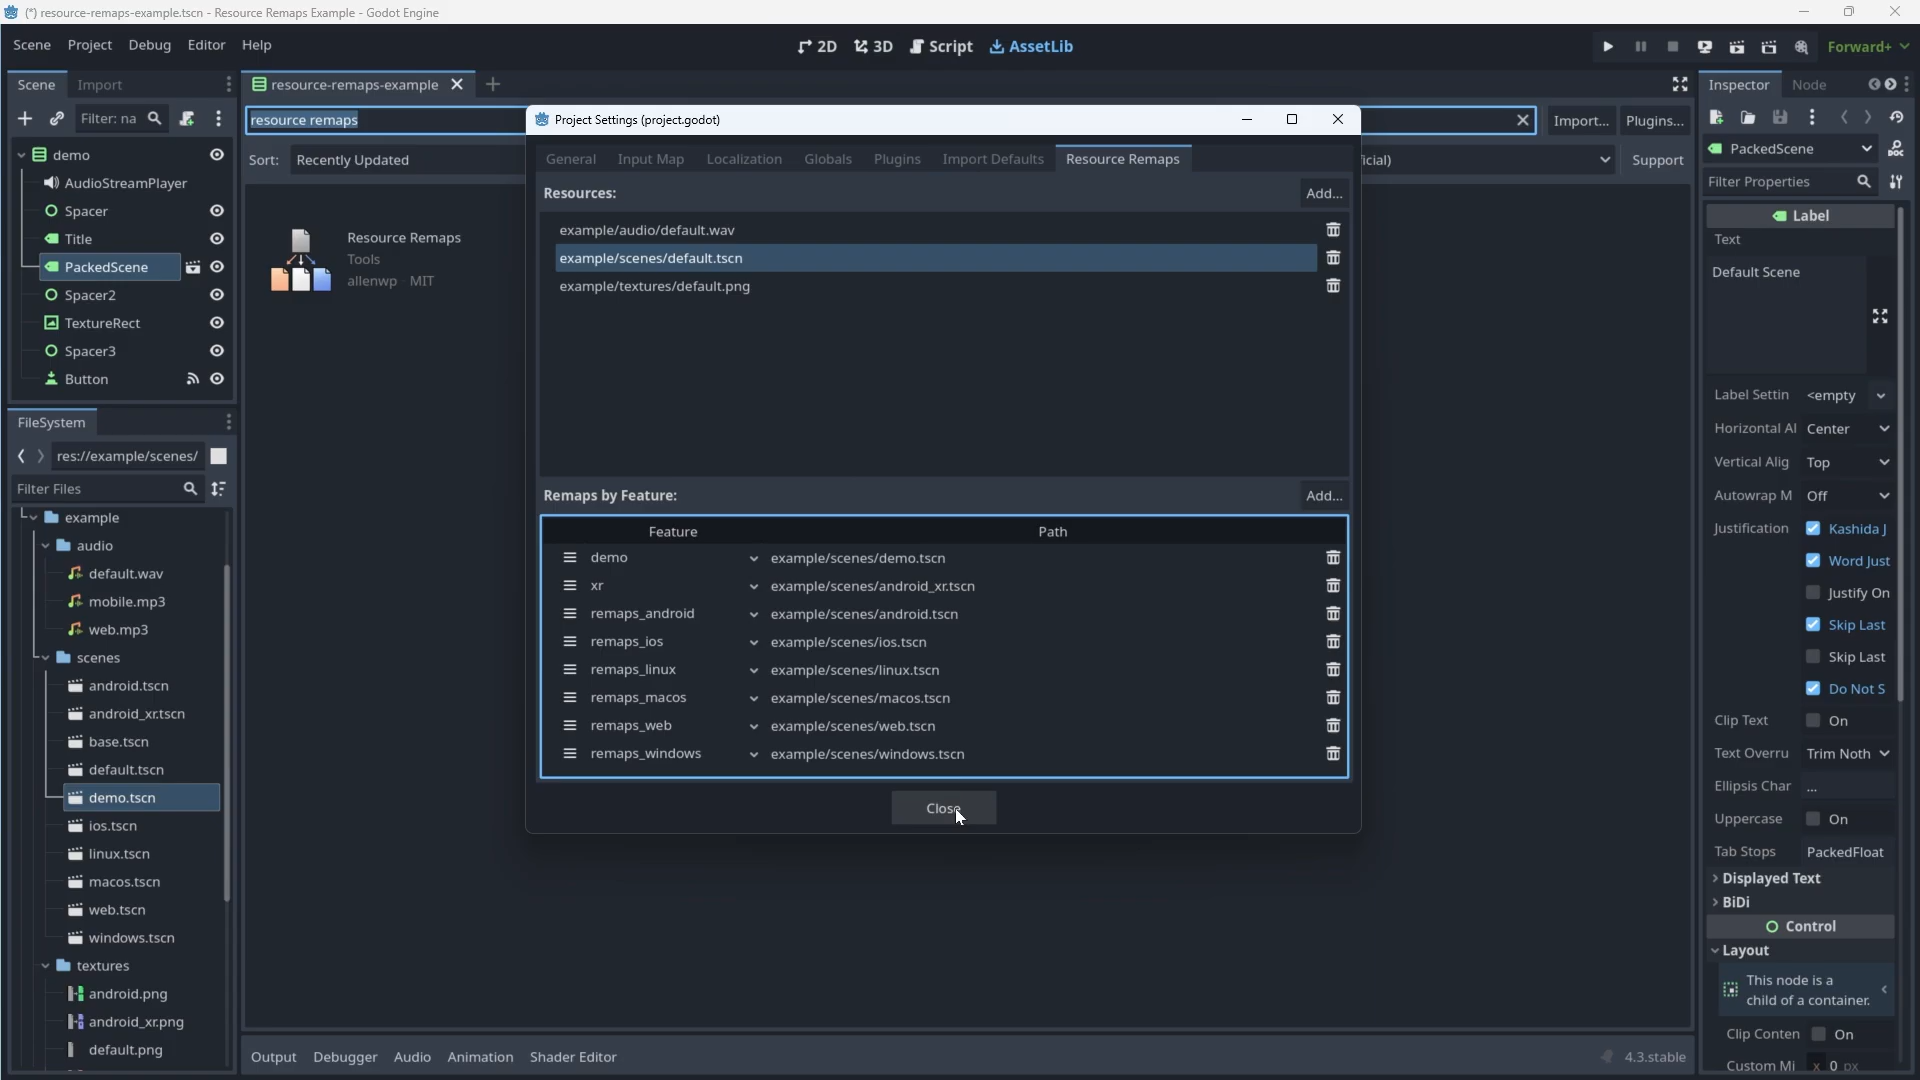 (*) resource-remaps-example.tscn - Resource Remaps Example - Godot Engine
Scene Project Debug Editor Help
2D 3D Script AssetLib
Forward+
Scene Import
Filter: na
demo
AudioStreamPlayer
Spacer
Title
PackedScene
Spacer2
TextureRect
Spacer3
Button
FileSystem
res://example/scenes/
Filter Files
example
audio
default.wav
mobile.mp3
web.mp3
scenes
android.tscn
android_xr.tscn
base.tscn
default.tscn
demo.tscn
ios.tscn
linux.tscn
macos.tscn
web.tscn
windows.tscn
textures
android.png
android_xr.png
default.png
resource-remaps-example
resource remaps
Import... Plugins...
Sort: Recently Updated
icial)
Support
Resource Remaps
Tools
allenwp MIT
Project Settings (project.godot)
General Input Map Localization Globals Plugins Import Defaults Resource Remaps
Resources: Add...
example/audio/default.wav
example/scenes/default.tscn
example/textures/default.png
Remaps by Feature: Add...
Feature Path
demo example/scenes/demo.tscn
xr example/scenes/android_xr.tscn
remaps_android example/scenes/android.tscn
remaps_ios example/scenes/ios.tscn
remaps_linux example/scenes/linux.tscn
remaps_macos example/scenes/macos.tscn
remaps_web example/scenes/web.tscn
remaps_windows example/scenes/windows.tscn
Close
Output Debugger Audio Animation Shader Editor
4.3.stable
Inspector Node
PackedScene
DOC
Filter Properties
Label
Text
Default Scene
Label Settin <empty
Horizontal Al Center
Vertical Alig Top
Autowrap M Off
Justification Kashida J
Word Just
Justify On
Skip Last
Skip Last
Do Not S
Clip Text On
Text Overru Trim Noth
Ellipsis Char ...
Uppercase On
Tab Stops PackedFloat
Displayed Text
BiDi
Control
Layout
This node is a
child of a container.
Clip Conten On
Custom Mi x 0 px